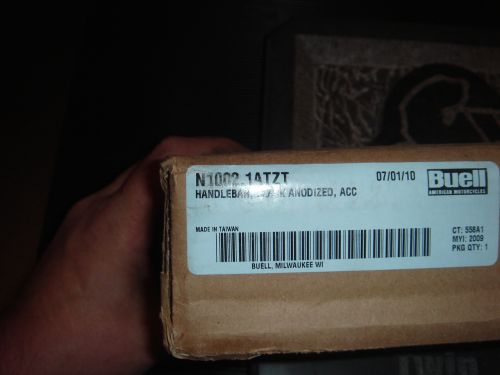 N1002.1ATZT 07/01/10 Buell
AMERICAN MOTORCYCLES
HANDLEBAR, ANODIZED, ACC
MADE IN TAIWAN
CT: 558A1
MYI: 2009
PKG QTY: 1
BUELL, MILWAUKEE WI